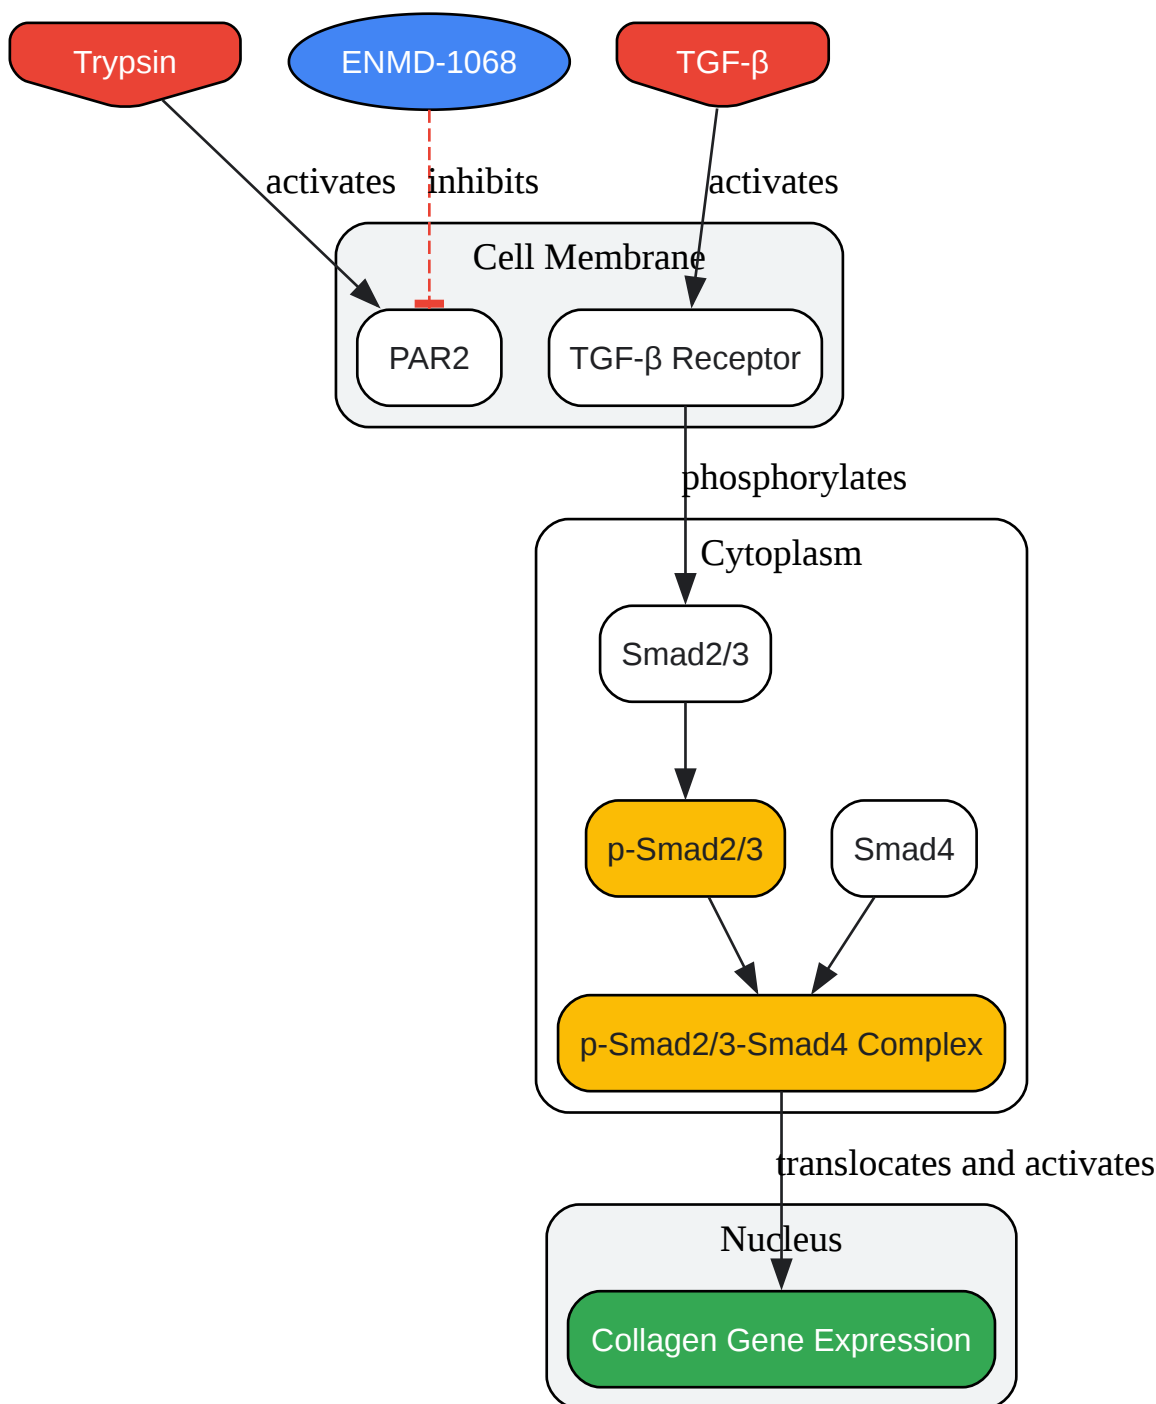 Trypsin
ENMD-1068
TGF-β
activates
inhibits
activates
Cell Membrane
PAR2
TGF-β Receptor
phosphorylates
Cytoplasm
Smad2/3
p-Smad2/3
Smad4
p-Smad2/3-Smad4 Complex
translocates and activates
Nucleus
Collagen Gene Expression